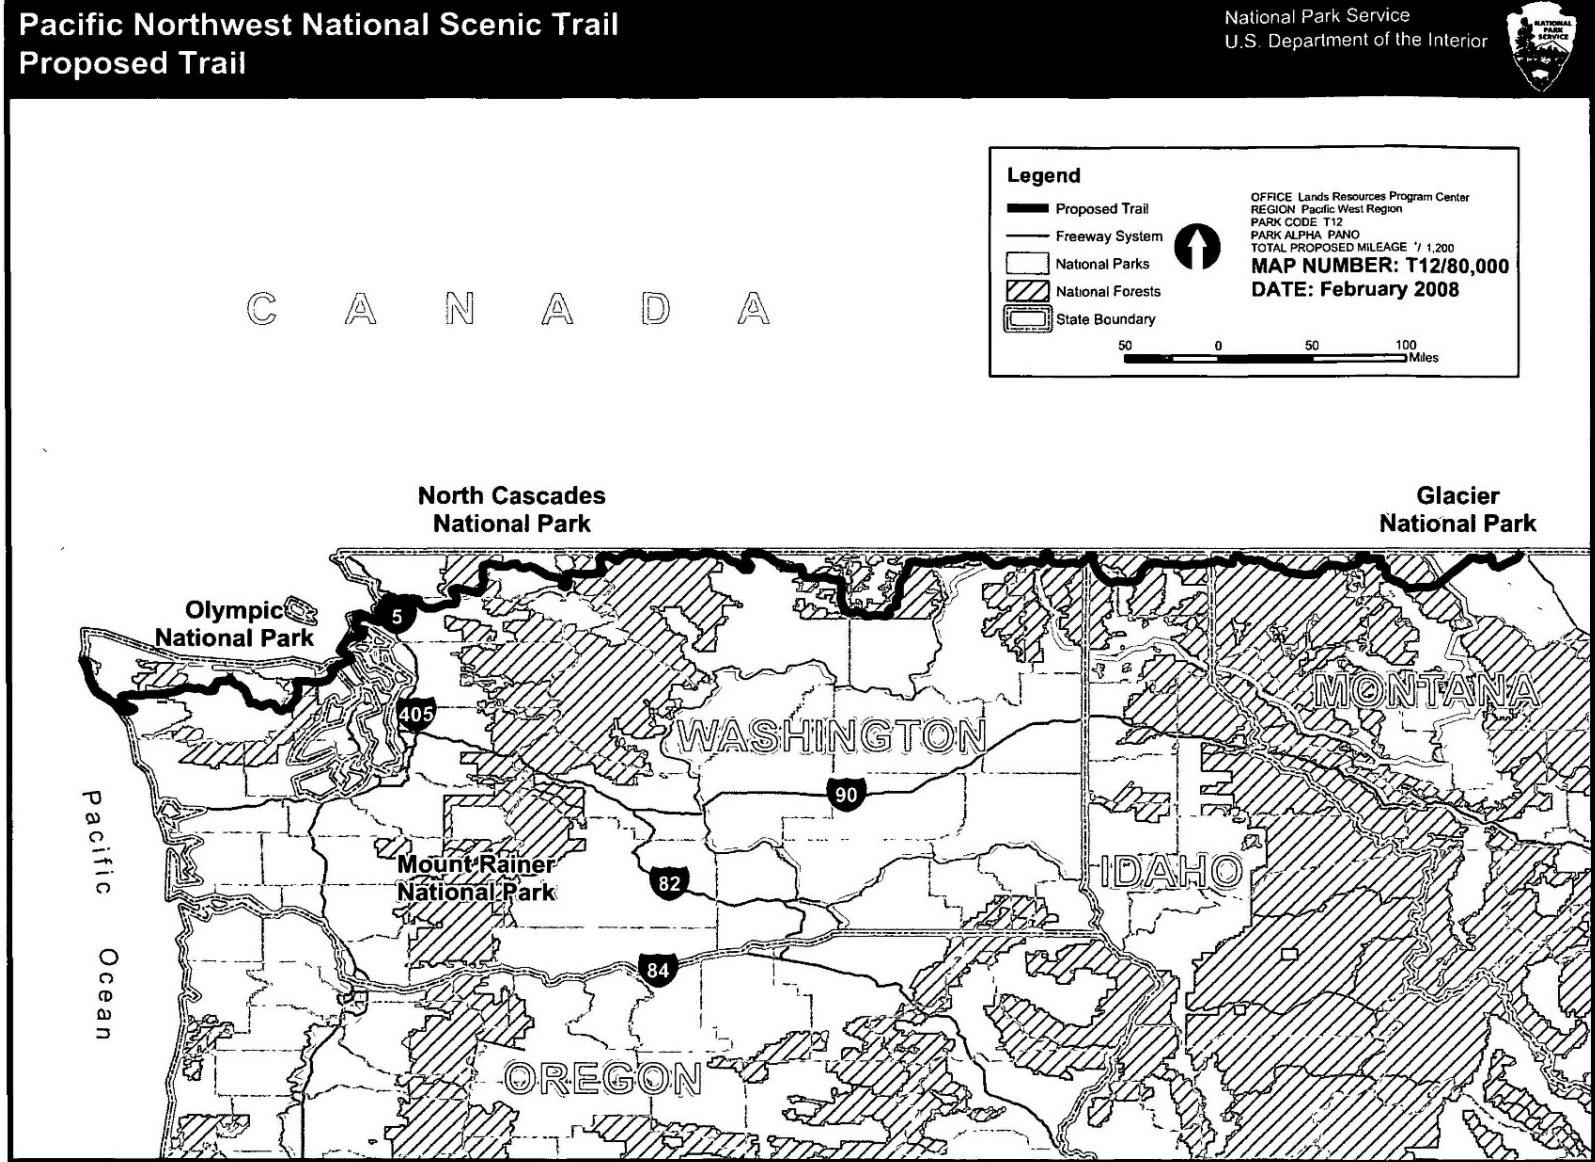 Pacific Northwest National Scenic Trail
Proposed Trail
National Park Service
U.S. Department of the Interior
NATIONAL
PARK
SERVICE
Legend
Proposed Trail
Freeway System
National Parks
National Forests
State Boundary
OFFICE Lands Resources Program Center
REGION Pacific West Region
PARK CODE T12
PARK ALPHA PANO
TOTAL PROPOSED MILEAGE +/ 1,200
MAP NUMBER: T12/80,000
DATE: February 2008
50 0 50 100
Miles
CANADA
North Cascades
National Park
Glacier
National Park
Olympic
National Park
5
405
MONTANA
WASHINGTON
90
Pacific Ocean
Mount Rainer
National Park
82
IDAHO
84
OREGON